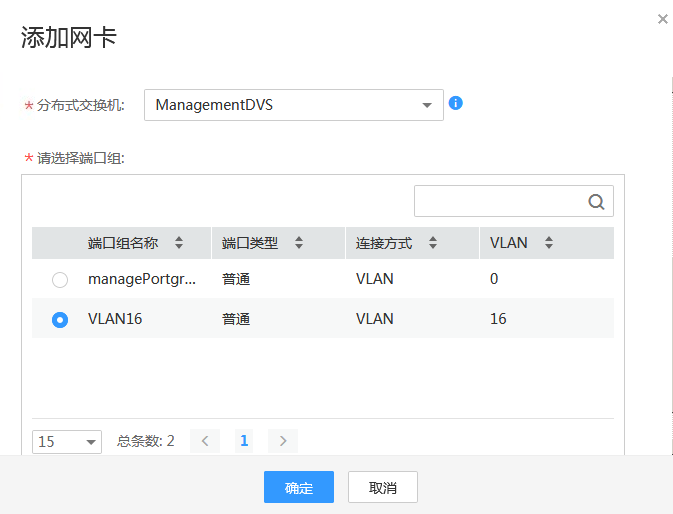 添加网卡
* 分布式交换机: ManagementDVS
* 请选择端口组:
端口组名称 端口类型 连接方式 VLAN
managePortgr... 普通 VLAN 0
VLAN16 普通 VLAN 16
15 总条数: 2 < 1 >
确定 取消